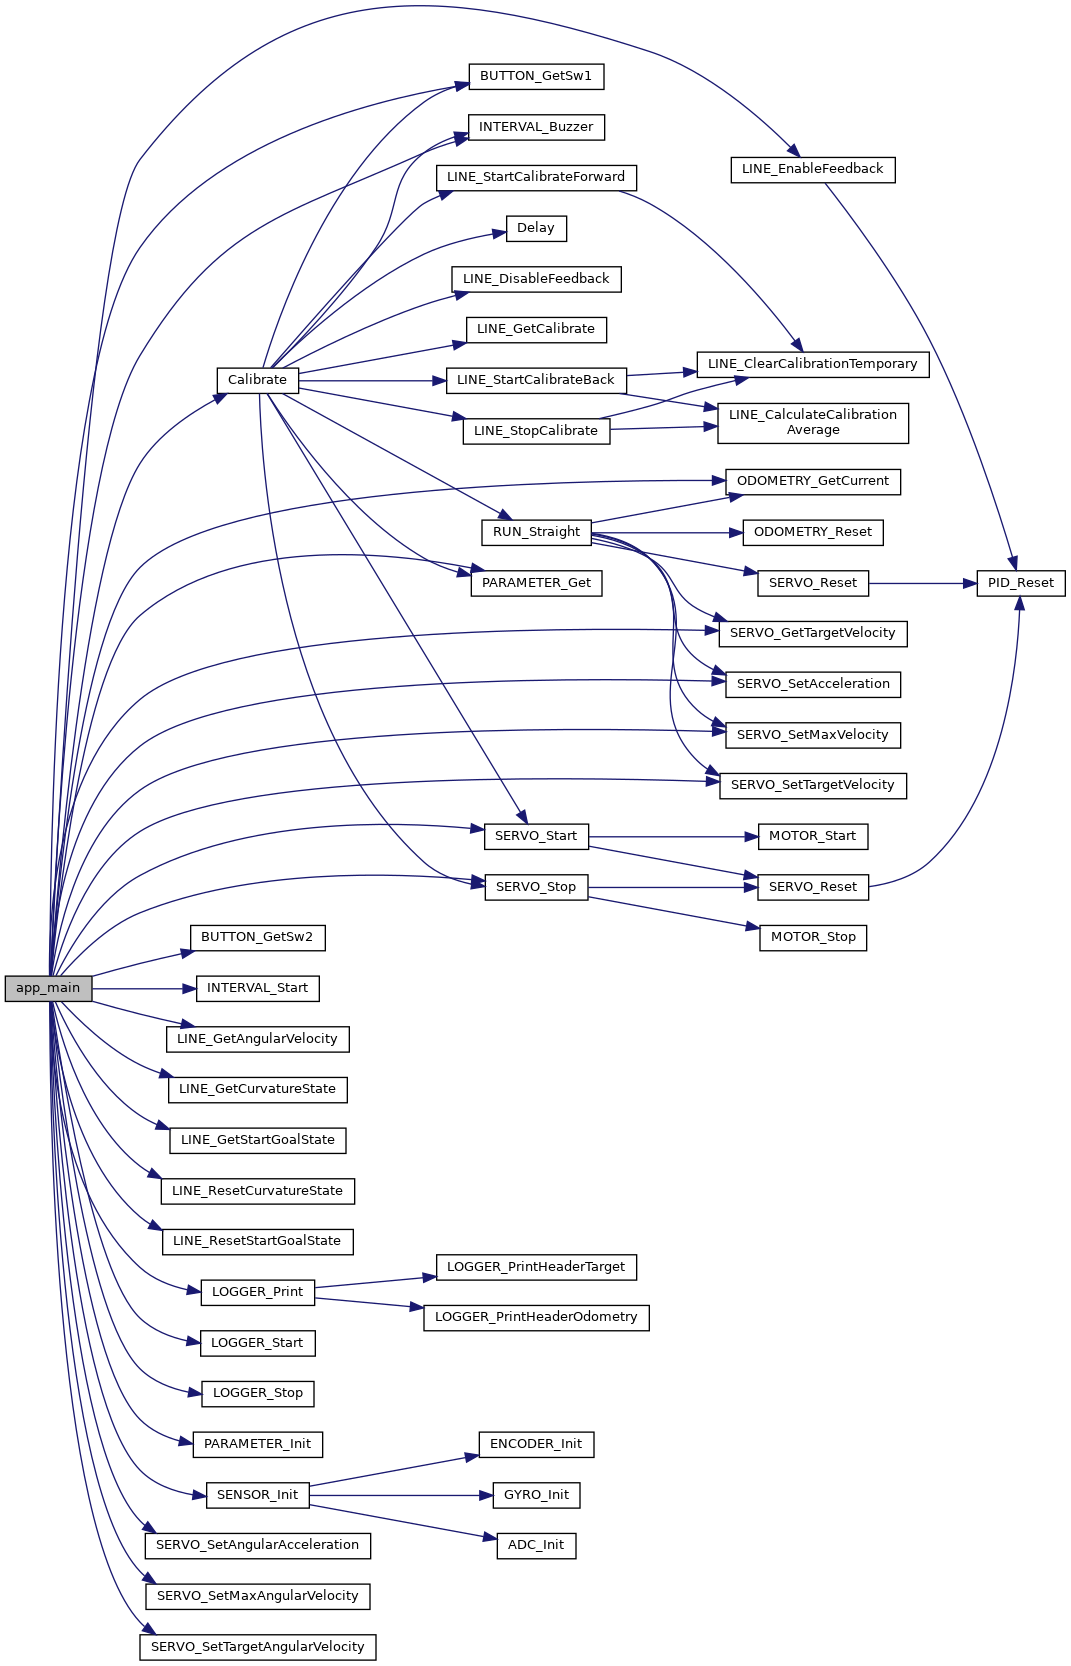 BUTTON_GetSw1
INTERVAL_Buzzer
LINE_EnableFeedback
LINE_StartCalibrateForward
Delay
LINE_DisableFeedback
LINE_GetCalibrate
LINE_ClearCalibrationTemporary
Calibrate
LINE_StartCalibrateBack
LINE_CalculateCalibration
Average
LINE_StopCalibrate
ODOMETRY_GetCurrent
RUN_Straight
ODOMETRY_Reset
PARAMETER_Get
SERVO_Reset
PID_Reset
SERVO_GetTargetVelocity
SERVO_SetAcceleration
SERVO_SetMaxVelocity
SERVO_SetTargetVelocity
SERVO_Start
MOTOR_Start
SERVO_Stop
SERVO_Reset
BUTTON_GetSw2
MOTOR_Stop
app_main
INTERVAL_Start
LINE_GetAngularVelocity
LINE_GetCurvatureState
LINE_GetStartGoalState
LINE_ResetCurvatureState
LINE_ResetStartGoalState
LOGGER_PrintHeaderTarget
LOGGER_Print
LOGGER_PrintHeaderOdometry
LOGGER_Start
LOGGER_Stop
PARAMETER_Init
ENCODER_Init
SENSOR_Init
GYRO_Init
SERVO_SetAngularAcceleration
ADC_Init
SERVO_SetMaxAngularVelocity
SERVO_SetTargetAngularVelocity